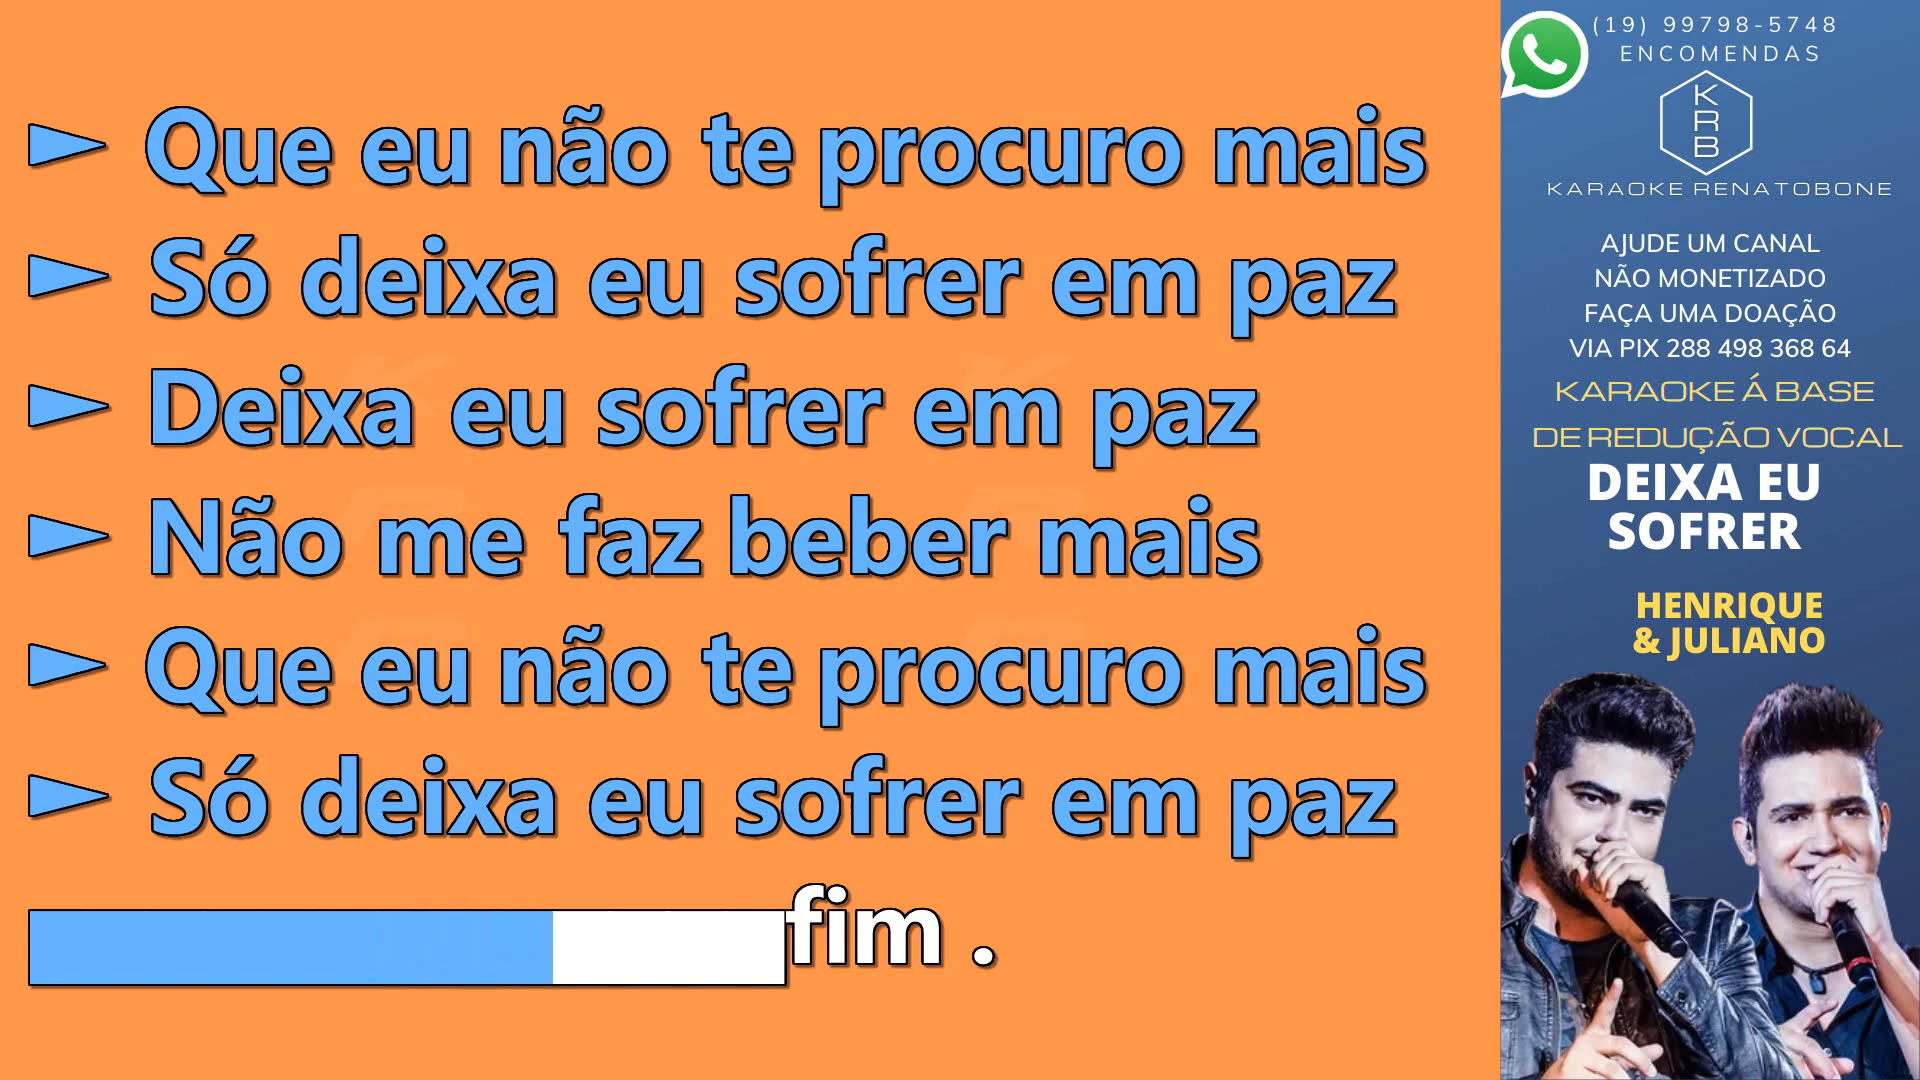 ► Que eu não te procuro mais
► Só deixa eu sofrer em paz
► Deixa eu sofrer em paz
► Não me faz beber mais
► Que eu não te procuro mais
► Só deixa eu sofrer em paz
fim .
(19) 99798-5748
ENCOMENDAS
K
R
B
KARAOKE RENATOBONE
AJUDE UM CANAL
NÃO MONETIZADO
FAÇA UMA DOAÇÃO
VIA PIX 288 498 368 64
KARAOKE Á BASE
DE REDUÇÃO VOCAL
DEIXA EU
SOFRER
HENRIQUE
& JULIANO